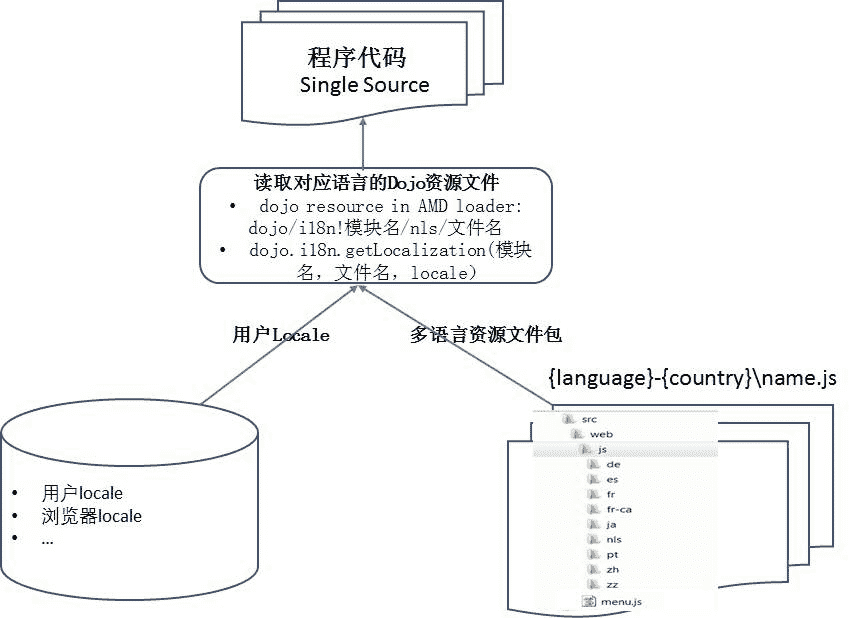 程序代码
Single Source
读取对应语言的Dojo资源文件
• dojo resource in AMD loader:
dojo/i18n!模块名/nls/文件名
• dojo.i18n.getLocalization(模块
名，文件名，locale)
用户Locale
多语言资源文件包
{language}-{country}\name.js
• 用户locale
• 浏览器locale
• ...
src
web
js
de
es
fr
fr-ca
ja
nls
pt
zh
zz
menu.js